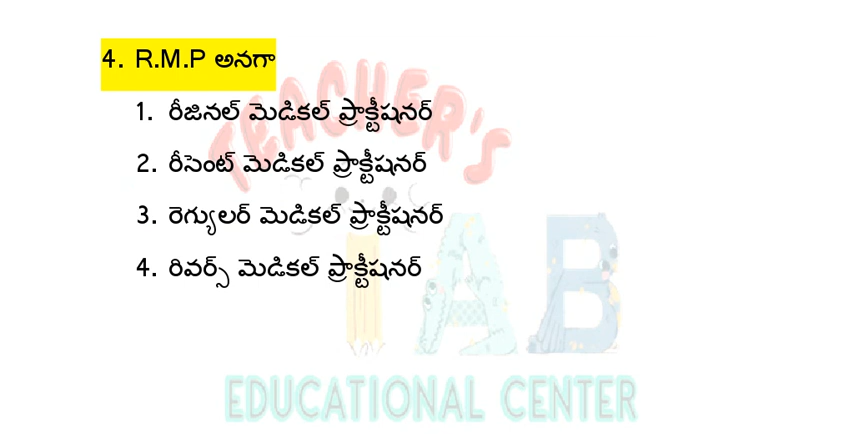 4. R.M.P అనగా
1. రీజినల్ మెడికల్ ప్రాక్టీషనర్
2. రీసెంట్ మెడికల్ ప్రాక్టీషనర్
3. రెగ్యులర్ మెడికల్ ప్రాక్టీషనర్
4. రివర్స్ మెడికల్ ప్రాక్టీషనర్
TEACHER'S
TAB
EDUCATIONAL CENTER